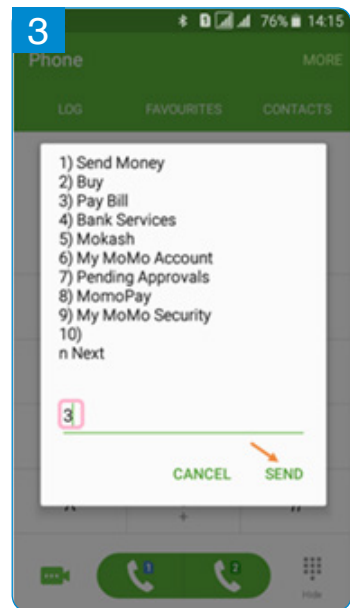 3
76% 14:15
Phone MORE
LOG FAVOURITES CONTACTS
1) Send Money
2) Buy
3) Pay Bill
4) Bank Services
5) Mokash
6) My MoMo Account
7) Pending Approvals
8) MomoPay
9) My MoMo Security
10)
n Next
3
CANCEL SEND
+
1 2
Hide